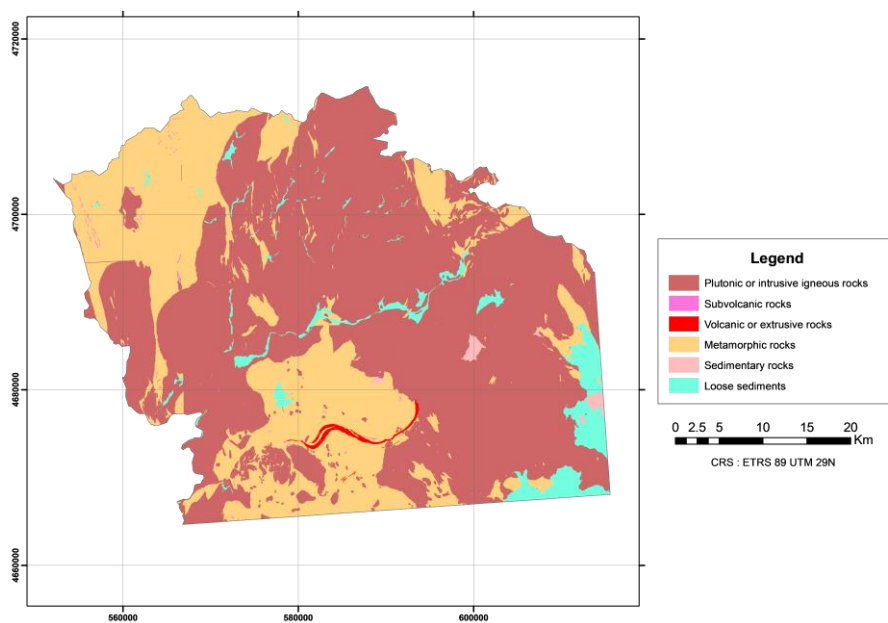 4720000
4700000
4680000
4660000
560000 580000 600000
Legend
Plutonic or intrusive igneous rocks
Subvolcanic rocks
Volcanic or extrusive rocks
Metamorphic rocks
Sedimentary rocks
Loose sediments
0 2.5 5 10 15 20
Km
CRS : ETRS 89 UTM 29N